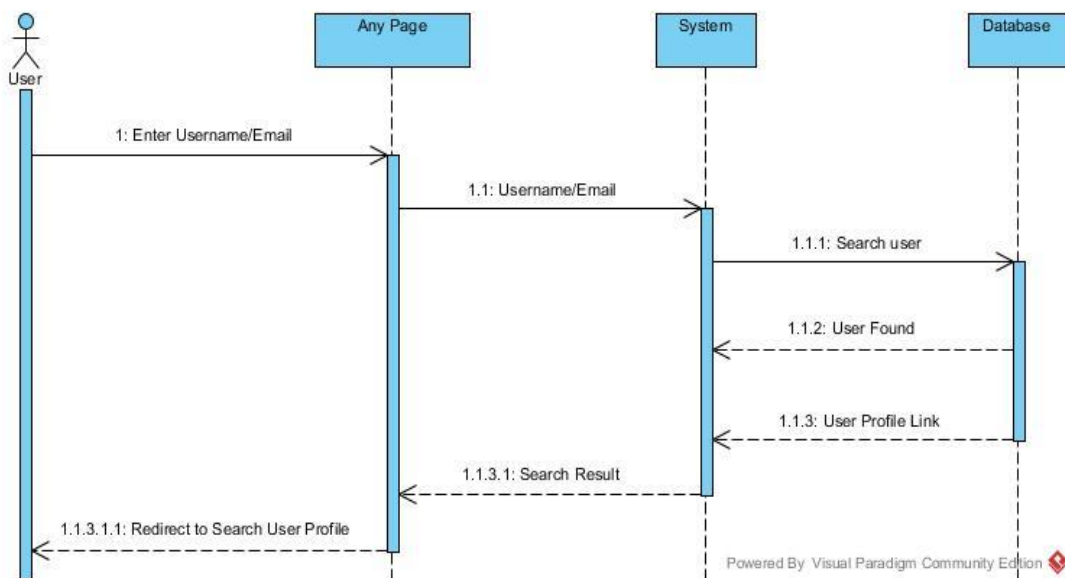 Any Page
System
Database
User
1: Enter Username/Email
1.1: Username/Email
1.1.1: Search user
1.1.2: User Found
1.1.3: User Profile Link
1.1.3.1: Search Result
1.1.3.1.1: Redirect to Search User Profile
Powered By Visual Paradigm Community Edition